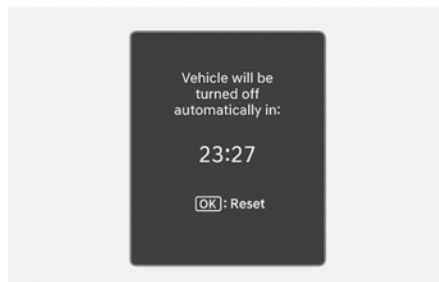 Vehicle will be
turned off
automatically in:
23:27
OK : Reset